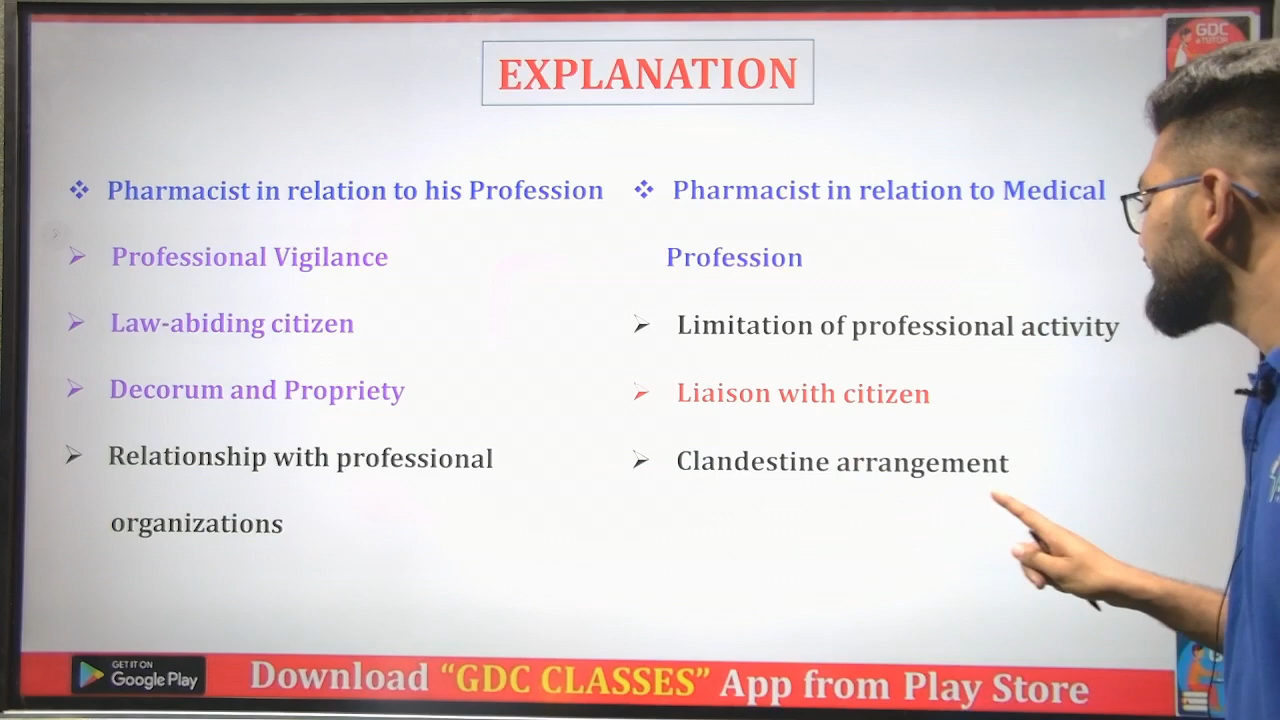 GDC
TUTOR
EXPLANATION
❖ Pharmacist in relation to his Profession
➢ Professional Vigilance
➢ Law-abiding citizen
➢ Decorum and Propriety
➢ Relationship with professional
organizations
❖ Pharmacist in relation to Medical
Profession
➢ Limitation of professional activity
➢ Liaison with citizen
➢ Clandestine arrangement
GET IT ON
Google Play
Download “GDC CLASSES” App from Play Store